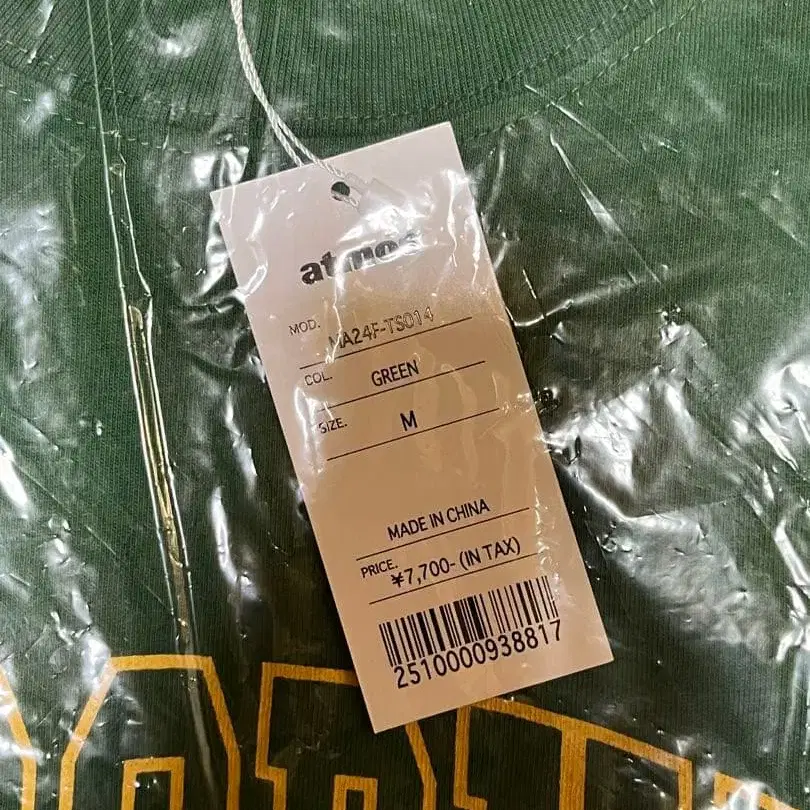 atmos
MOD. MA24F-TS014
COL. GREEN
SIZE. M
MADE IN CHINA
PRICE. ¥7,700-(IN TAX)
2510000938817